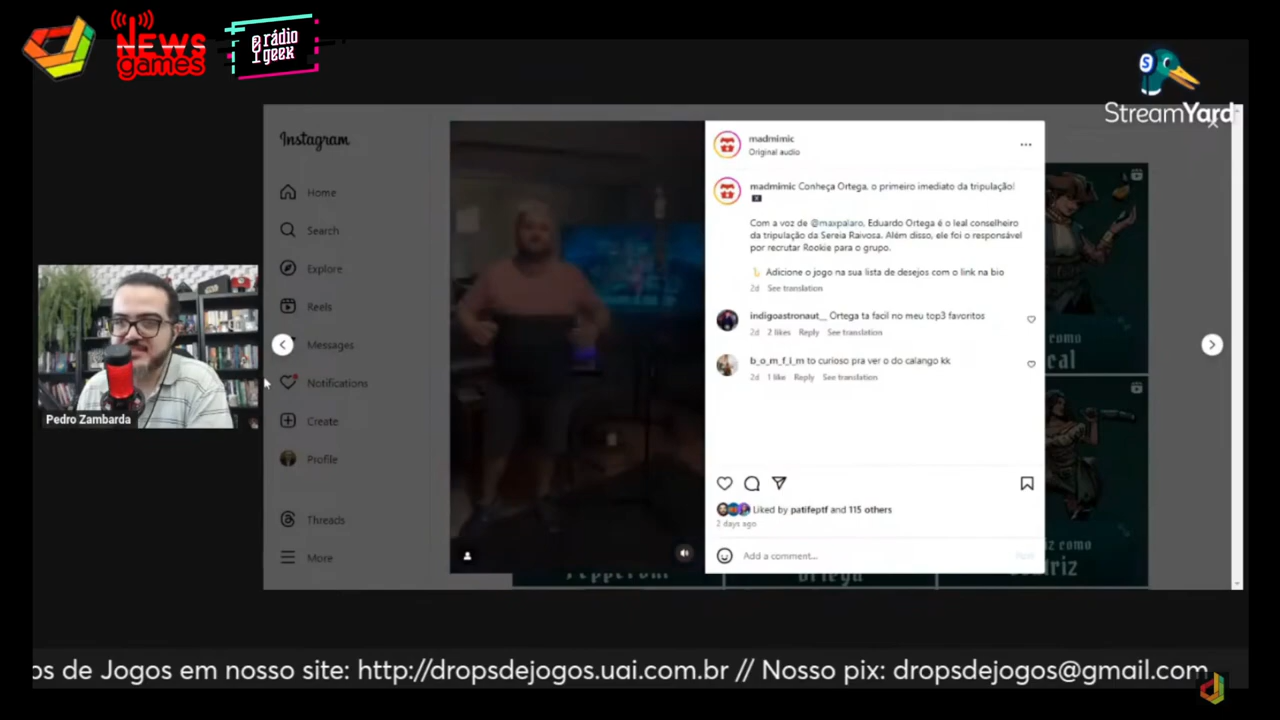 NEWS
games
rádio
geek
StreamYard
Instagram
Home
Search
Explore
Reels
Messages
Notifications
Create
Profile
Threads
More
Pedro Zambarda
madmimic
Original audio
madmimic Conheça Ortega, o primeiro imediato da tripulação!
Com a voz de @maxpalaro, Eduardo Ortega é o leal conselheiro
da tripulação da Sereia Raivosa. Além disso, ele foi o responsável
por recrutar Rookie para o grupo.
Adicione o jogo na sua lista de desejos com o link na bio
2d See translation
indigoastronaut__ Ortega ta facil no meu top3 favoritos
2d 2 likes Reply See translation
b_o_m_f_i_m to curioso pra ver o do calango kk
2d 1 like Reply See translation
Liked by patifeptf and 115 others
2 days ago
Add a comment...
omo
cal
iz como
Ortega
os de Jogos em nosso site: http://dropsdejogos.uai.com.br // Nosso pix: dropsdejogos@gmail.com